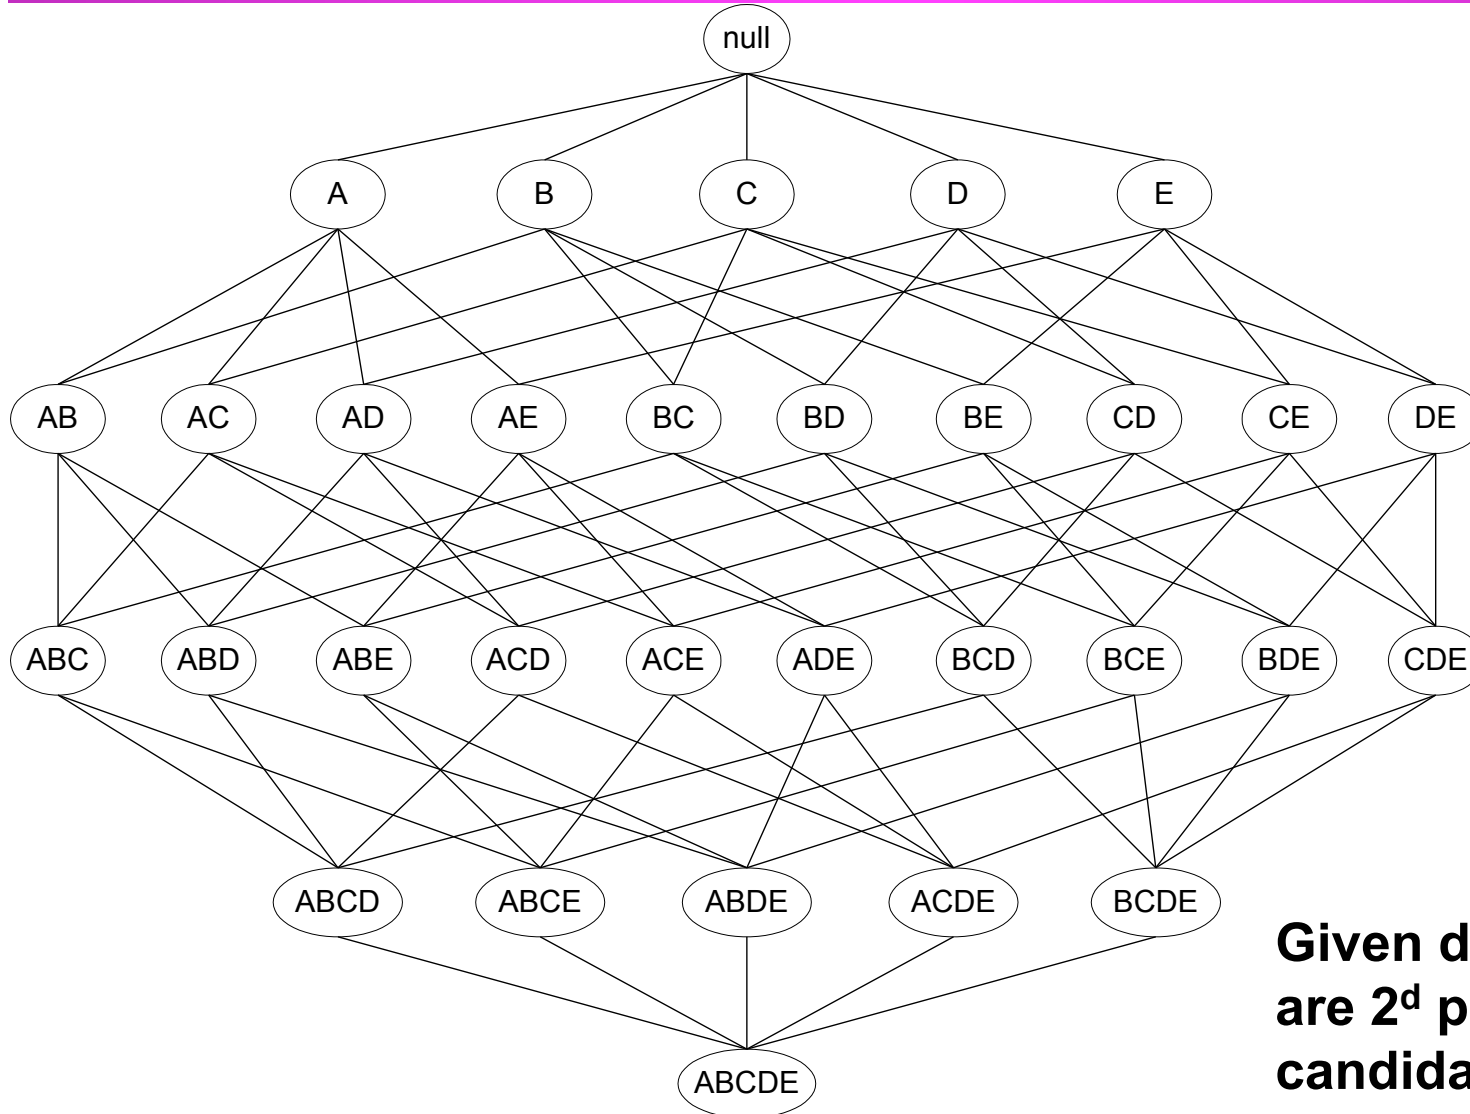 null
A B C D E
AB AC AD AE BC BD BE CD CE DE
ABC ABD ABE ACD ACE ADE BCD BCE BDE CDE
ABCD ABCE ABDE ACDE BCDE
ABCDE
Given d
are 2ᵈ p
candida